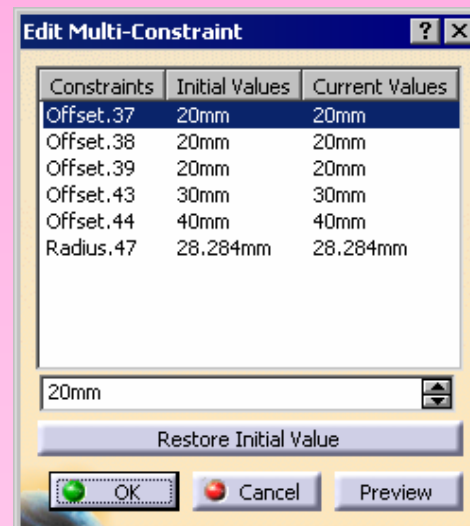 Edit Multi-Constraint ? ×
Constraints Initial Values Current Values
Offset.37 20mm 20mm
Offset.38 20mm 20mm
Offset.39 20mm 20mm
Offset.43 30mm 30mm
Offset.44 40mm 40mm
Radius.47 28.284mm 28.284mm
20mm
Restore Initial Value
OK Cancel Preview